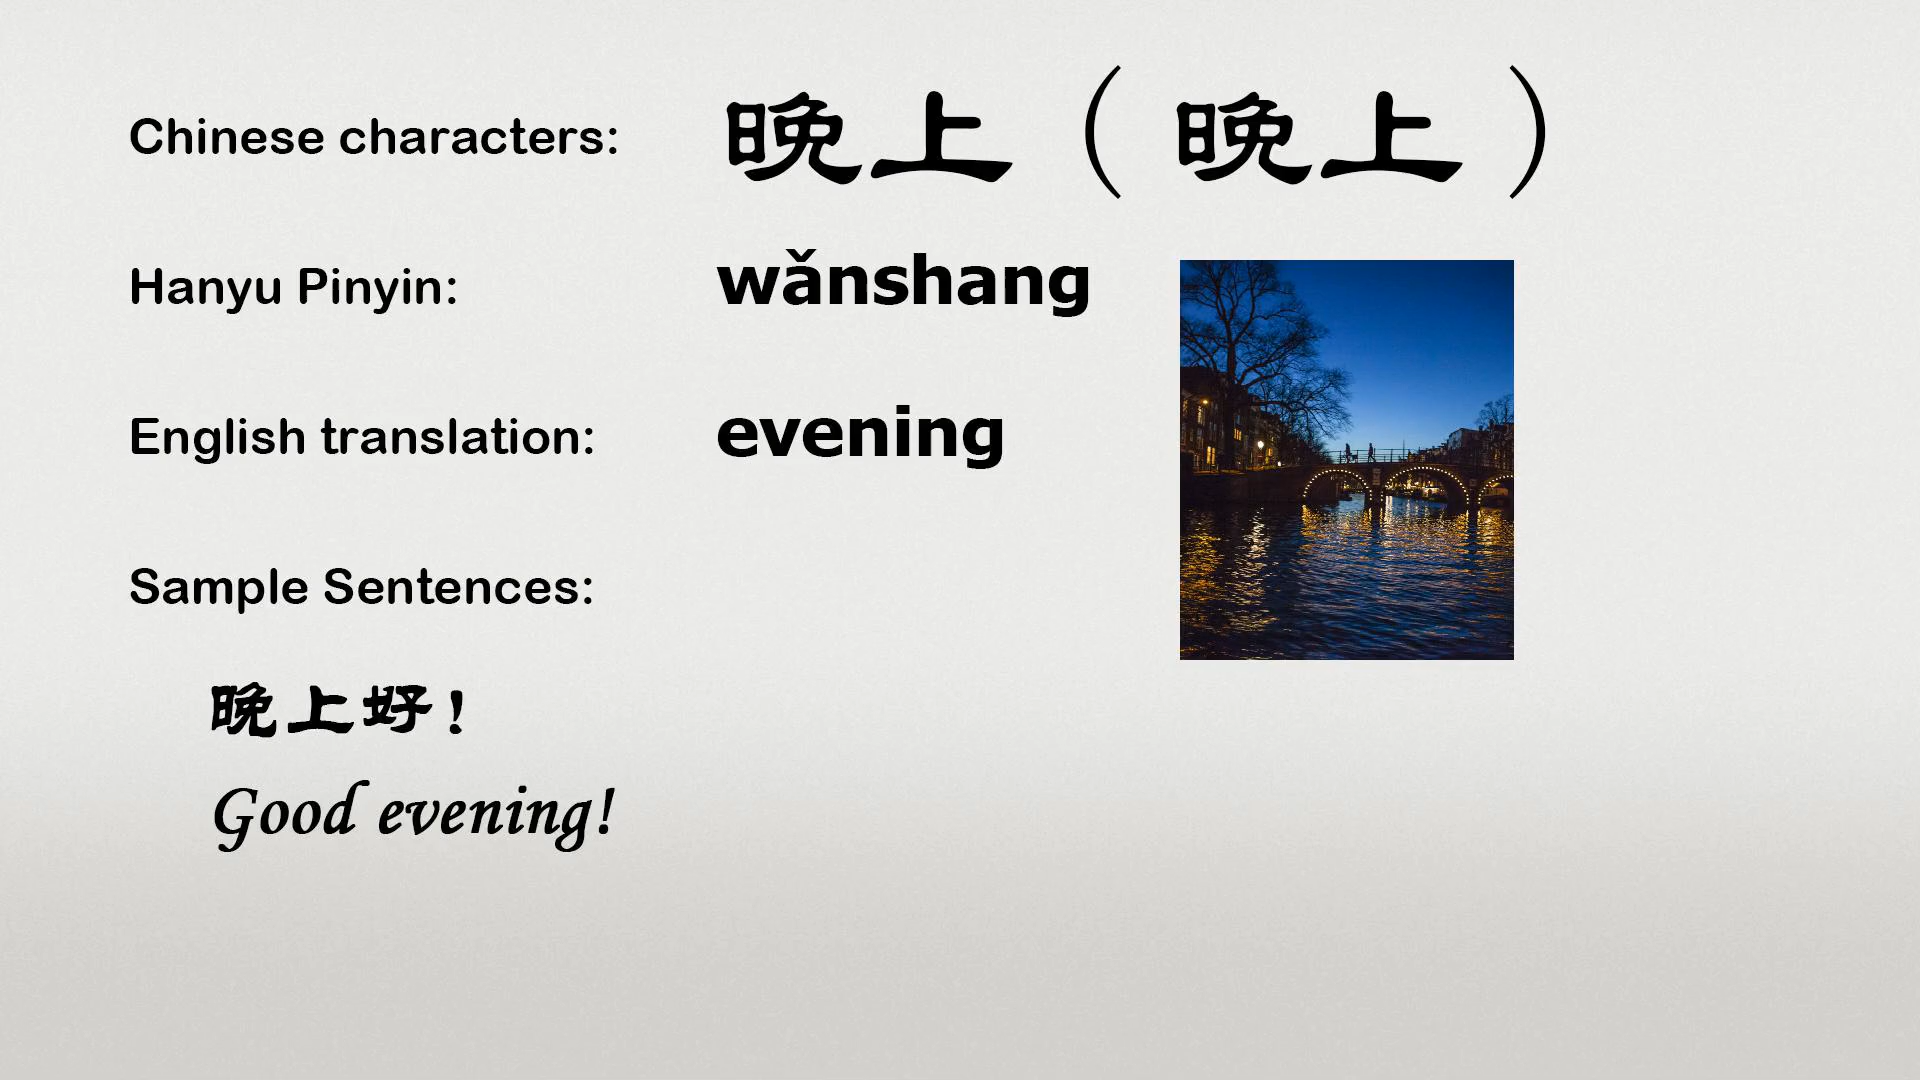 Chinese characters: 晚上（晚上）
Hanyu Pinyin: wǎnshang
English translation: evening
Sample Sentences:
晚上好！
Good evening!